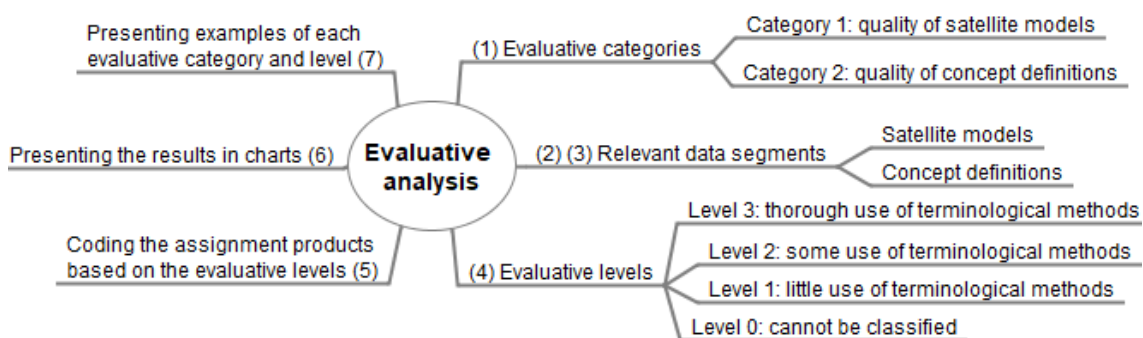 Presenting examples of each
evaluative category and level (7)
(1) Evaluative categories
Category 1: quality of satellite models
Category 2: quality of concept definitions
Presenting the results in charts (6)
Evaluative
analysis
(2) (3) Relevant data segments
Satellite models
Concept definitions
Coding the assignment products
based on the evaluative levels (5)
(4) Evaluative levels
Level 3: thorough use of terminological methods
Level 2: some use of terminological methods
Level 1: little use of terminological methods
Level 0: cannot be classified